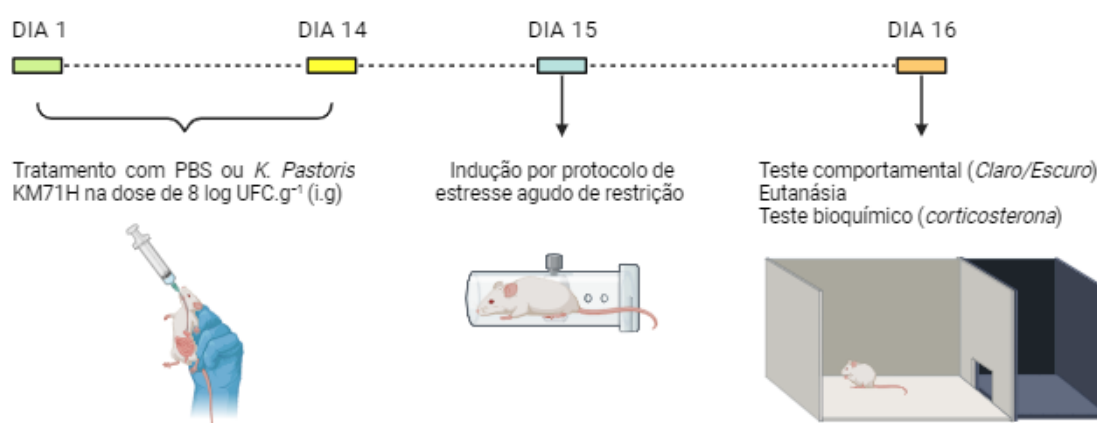 DIA 1
DIA 14
DIA 15
DIA 16
Tratamento com PBS ou K. Pastoris
KM71H na dose de 8 log UFC.g⁻¹ (i.g)
Indução por protocolo de
estresse agudo de restrição
Teste comportamental (Claro/Escuro)
Eutanásia
Teste bioquímico (corticosterona)